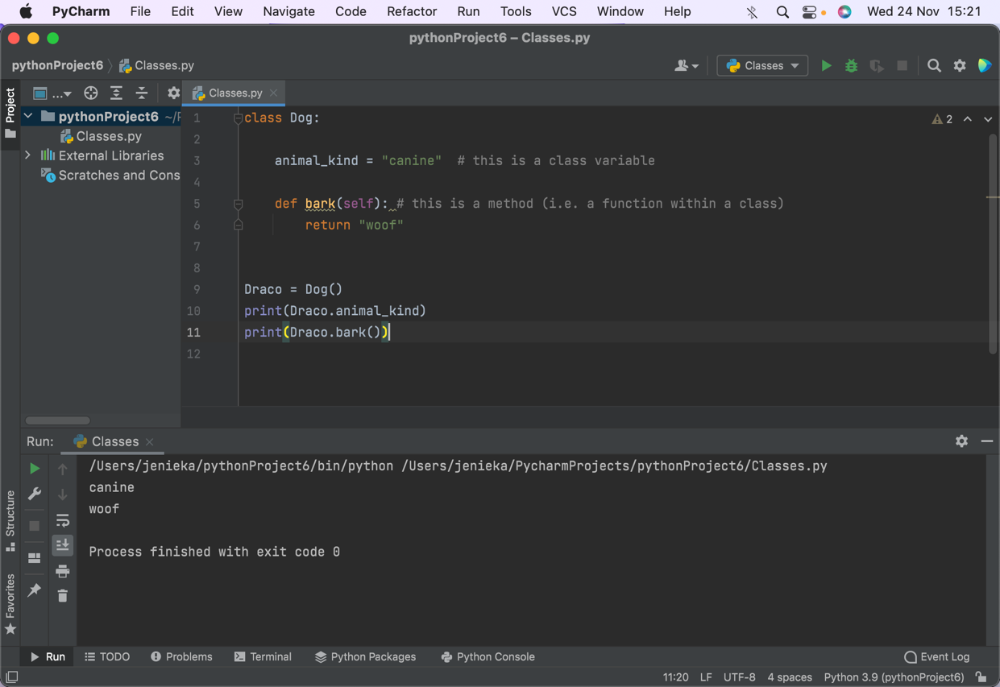 PyCharm File Edit View Navigate Code Refactor Run Tools VCS Window Help Wed 24 Nov 15:21
pythonProject6 – Classes.py
pythonProject6 Classes.py Classes
Project
... Classes.py
pythonProject6 ~/P
Classes.py
External Libraries
Scratches and Cons
2
1 class Dog:
2
3 animal_kind = "canine" # this is a class variable
4
5 def bark(self): # this is a method (i.e. a function within a class)
6 return "woof"
7
8
9 Draco = Dog()
10 print(Draco.animal_kind)
11 print(Draco.bark())
12
Run: Classes
/Users/jenieka/pythonProject6/bin/python /Users/jenieka/PycharmProjects/pythonProject6/Classes.py
canine
woof
Process finished with exit code 0
Structure
Favorites
Run TODO Problems Terminal Python Packages Python Console Event Log
11:20 LF UTF-8 4 spaces Python 3.9 (pythonProject6)